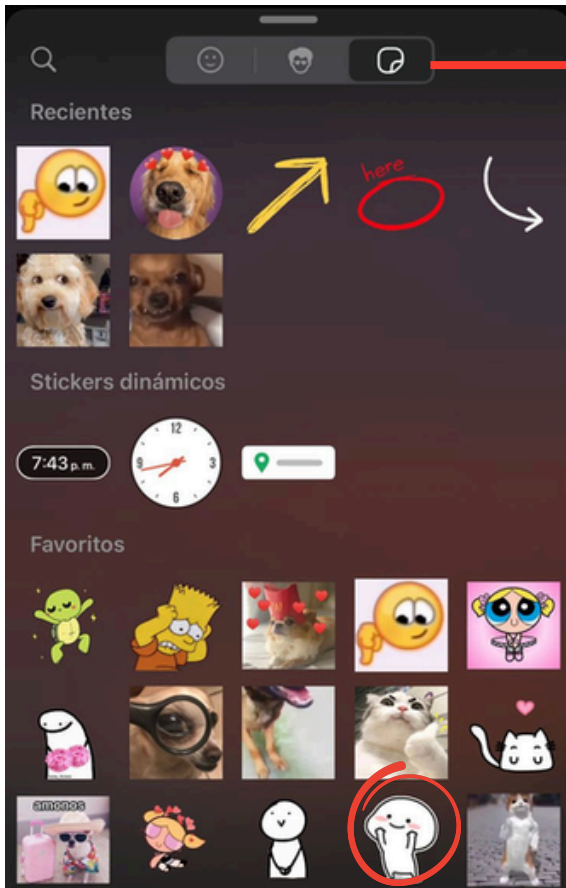 Recientes
here
Stickers dinámicos
7:43 p. m.
12
9
3
6
Favoritos
amonos